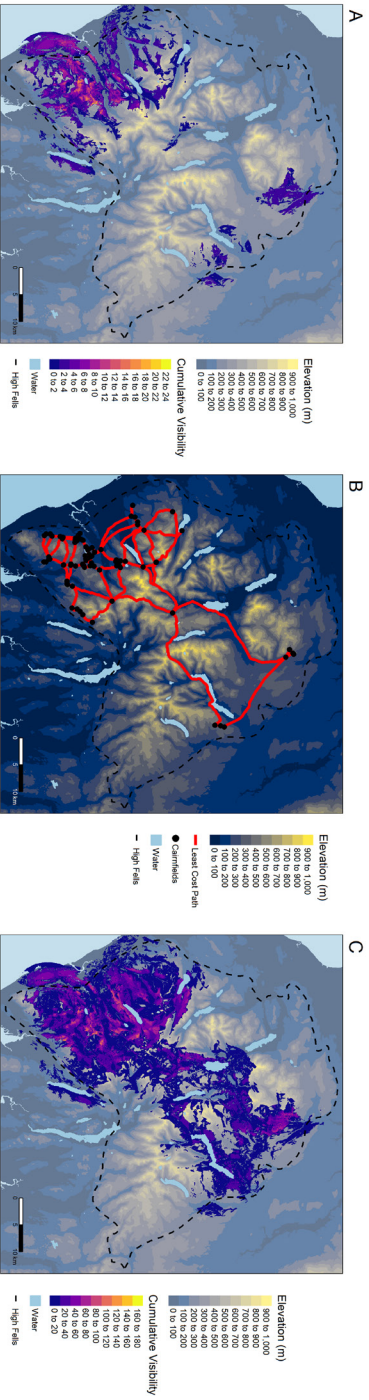 A
0 5 10 km
Elevation (m)
900 to 1,000
800 to 900
700 to 800
600 to 700
500 to 600
400 to 500
300 to 400
200 to 300
100 to 200
0 to 100
Cumulative Visibility
22 to 24
20 to 22
18 to 20
16 to 18
14 to 16
12 to 14
10 to 12
8 to 10
6 to 8
4 to 6
2 to 4
0 to 2
Water
High Fells
B
0 5 10 km
Elevation (m)
900 to 1,000
800 to 900
700 to 800
600 to 700
500 to 600
400 to 500
300 to 400
200 to 300
100 to 200
0 to 100
Least Cost Path
Cairnfields
Water
High Fells
C
0 5 10 km
Elevation (m)
900 to 1,000
800 to 900
700 to 800
600 to 700
500 to 600
400 to 500
300 to 400
200 to 300
100 to 200
0 to 100
Cumulative Visibility
160 to 180
140 to 160
120 to 140
100 to 120
80 to 100
60 to 80
40 to 60
20 to 40
0 to 20
Water
High Fells